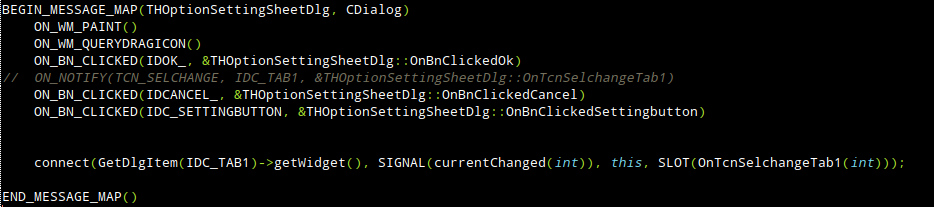 BEGIN_MESSAGE_MAP(THOptionSettingSheetDlg, CDialog)
ON_WM_PAINT()
ON_WM_QUERYDRAGICON()
ON_BN_CLICKED(IDOK_, &THOptionSettingSheetDlg::OnBnClickedOk)
// ON_NOTIFY(TCN_SELCHANGE, IDC_TAB1, &THOptionSettingSheetDlg::OnTcnSelchangeTab1)
ON_BN_CLICKED(IDCANCEL_, &THOptionSettingSheetDlg::OnBnClickedCancel)
ON_BN_CLICKED(IDC_SETTINGBUTTON, &THOptionSettingSheetDlg::OnBnClickedSettingbutton)
connect(GetDlgItem(IDC_TAB1)->getWidget(), SIGNAL(currentChanged(int)), this, SLOT(OnTcnSelchangeTab1(int)));
END_MESSAGE_MAP()